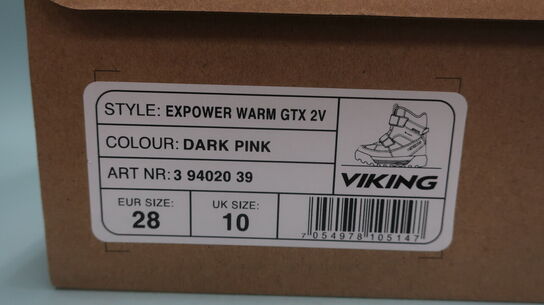 STYLE: EXPOWER WARM GTX 2V
COLOUR: DARK PINK
ART NR: 3 94020 39
VIKING
EUR SIZE: UK SIZE:
28 10
7 054978 105147